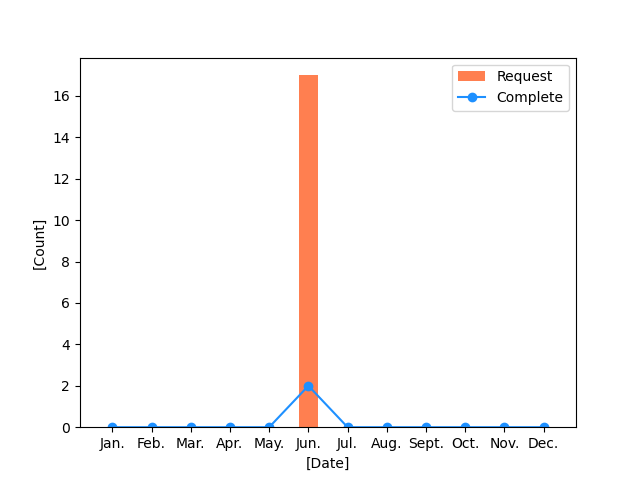 Request
Complete
16
14
12
10
8
6
4
2
0
[Count]
Jan. Feb. Mar. Apr. May. Jun. Jul. Aug. Sept. Oct. Nov. Dec.
[Date]